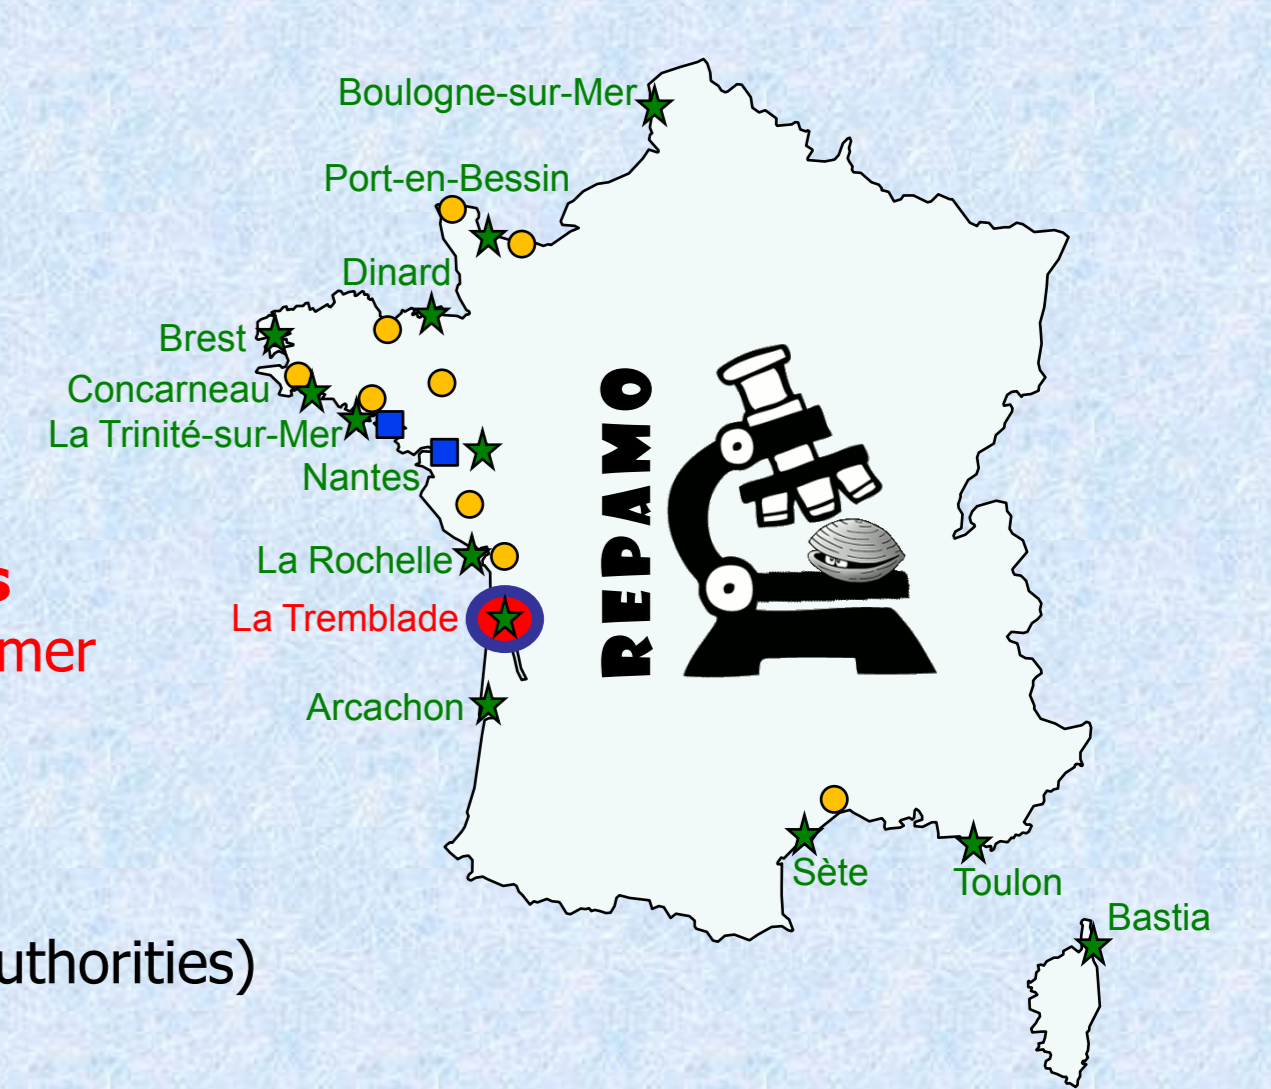 Boulogne-sur-Mer
Port-en-Bessin
Dinard
Brest
Concarneau
La Trinité-sur-Mer
Nantes
REPAMO
La Rochelle
s
La Tremblade
mer
Arcachon
Sète
Toulon
Bastia
uthorities)